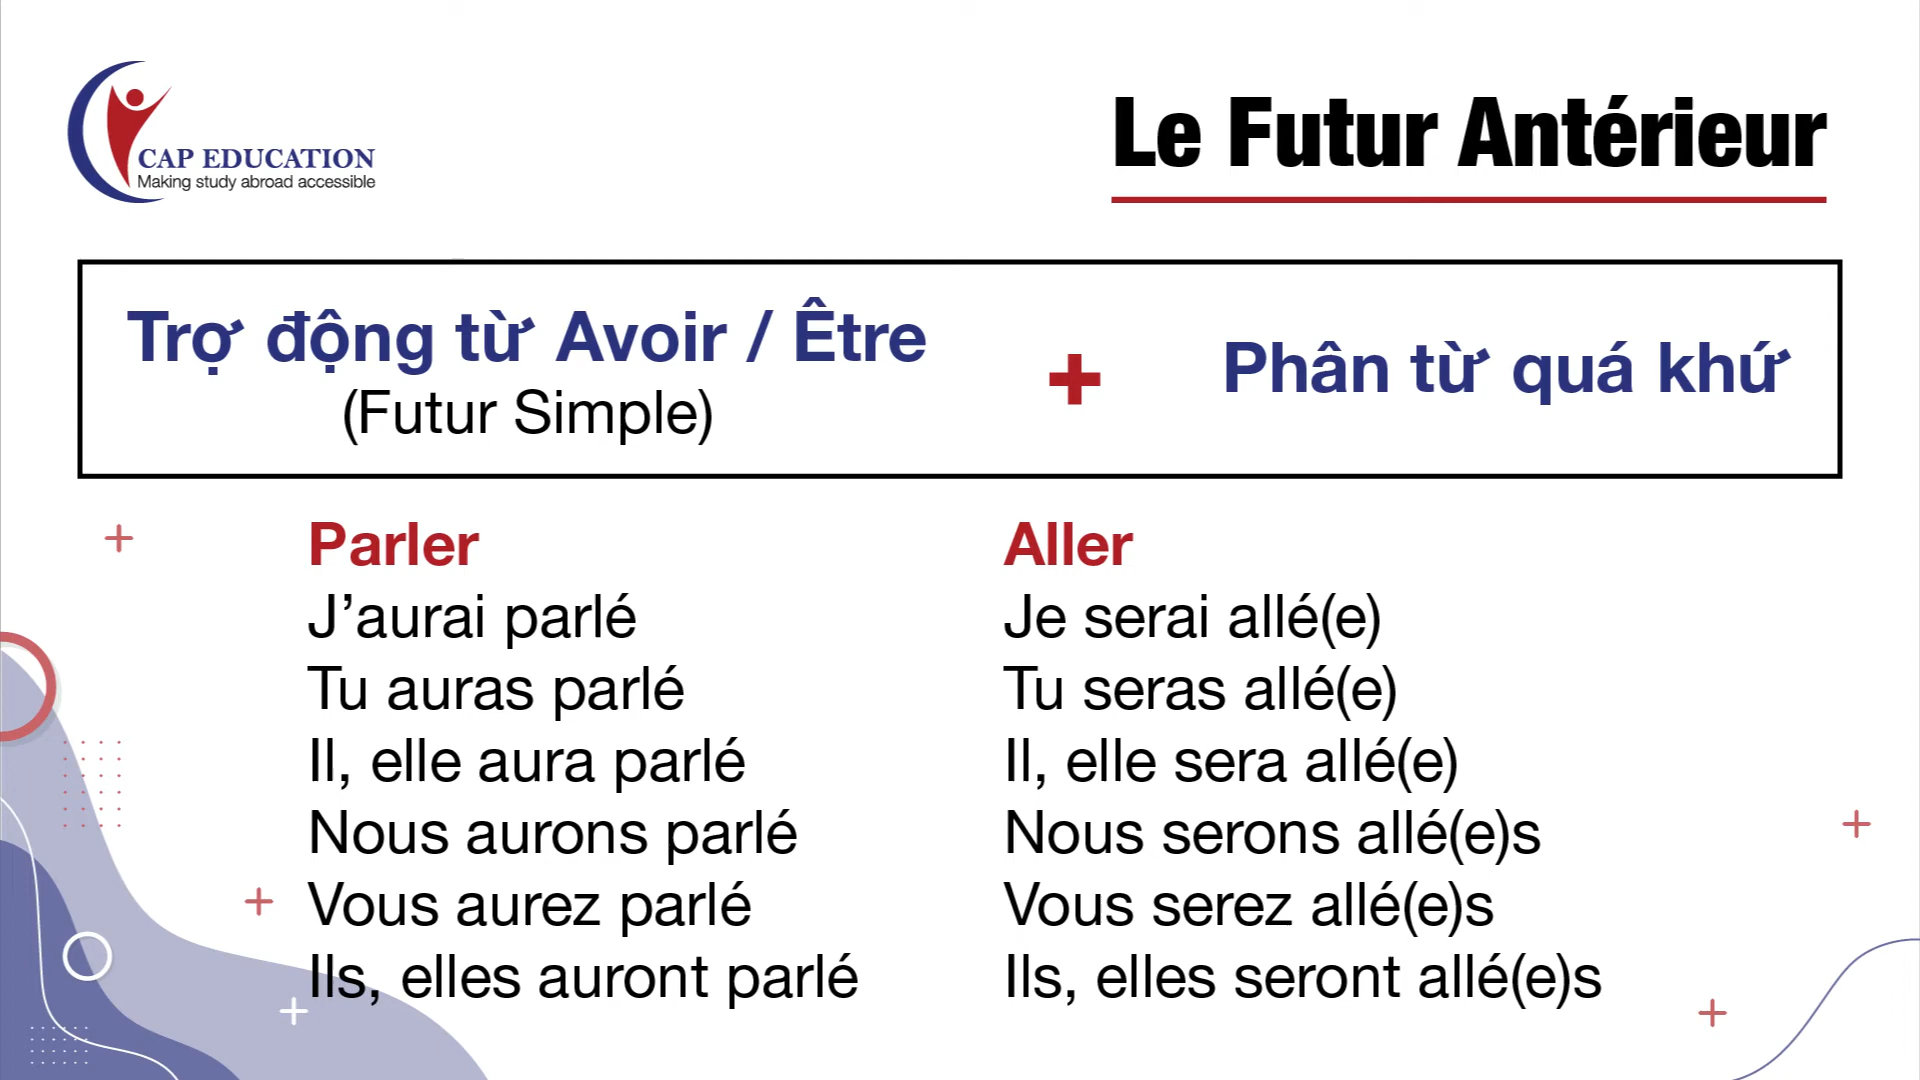 CAP EDUCATION
Making study abroad accessible
Le Futur Antérieur
Trợ động từ Avoir / Être
(Futur Simple)
+
Phân từ quá khứ
Parler
J’aurai parlé
Tu auras parlé
Il, elle aura parlé
Nous aurons parlé
Vous aurez parlé
Ils, elles auront parlé
Aller
Je serai allé(e)
Tu seras allé(e)
Il, elle sera allé(e)
Nous serons allé(e)s
Vous serez allé(e)s
Ils, elles seront allé(e)s